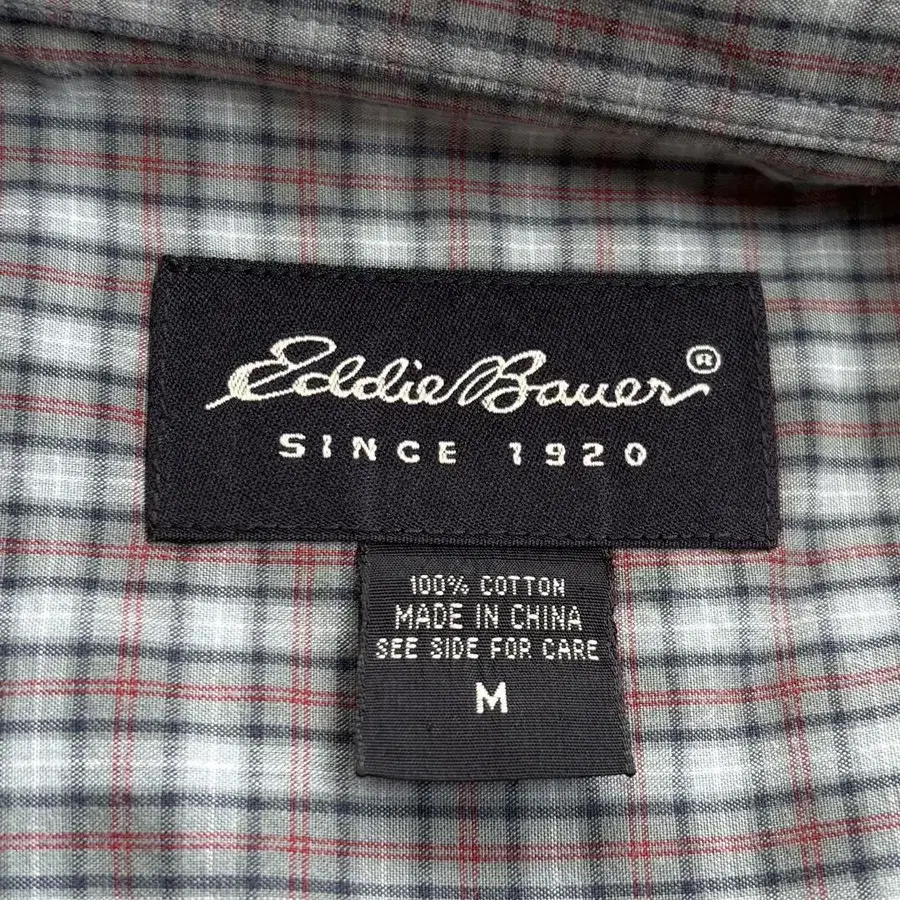 Eddie Bauer®
SINCE 1920
100% COTTON
MADE IN CHINA
SEE SIDE FOR CARE
M